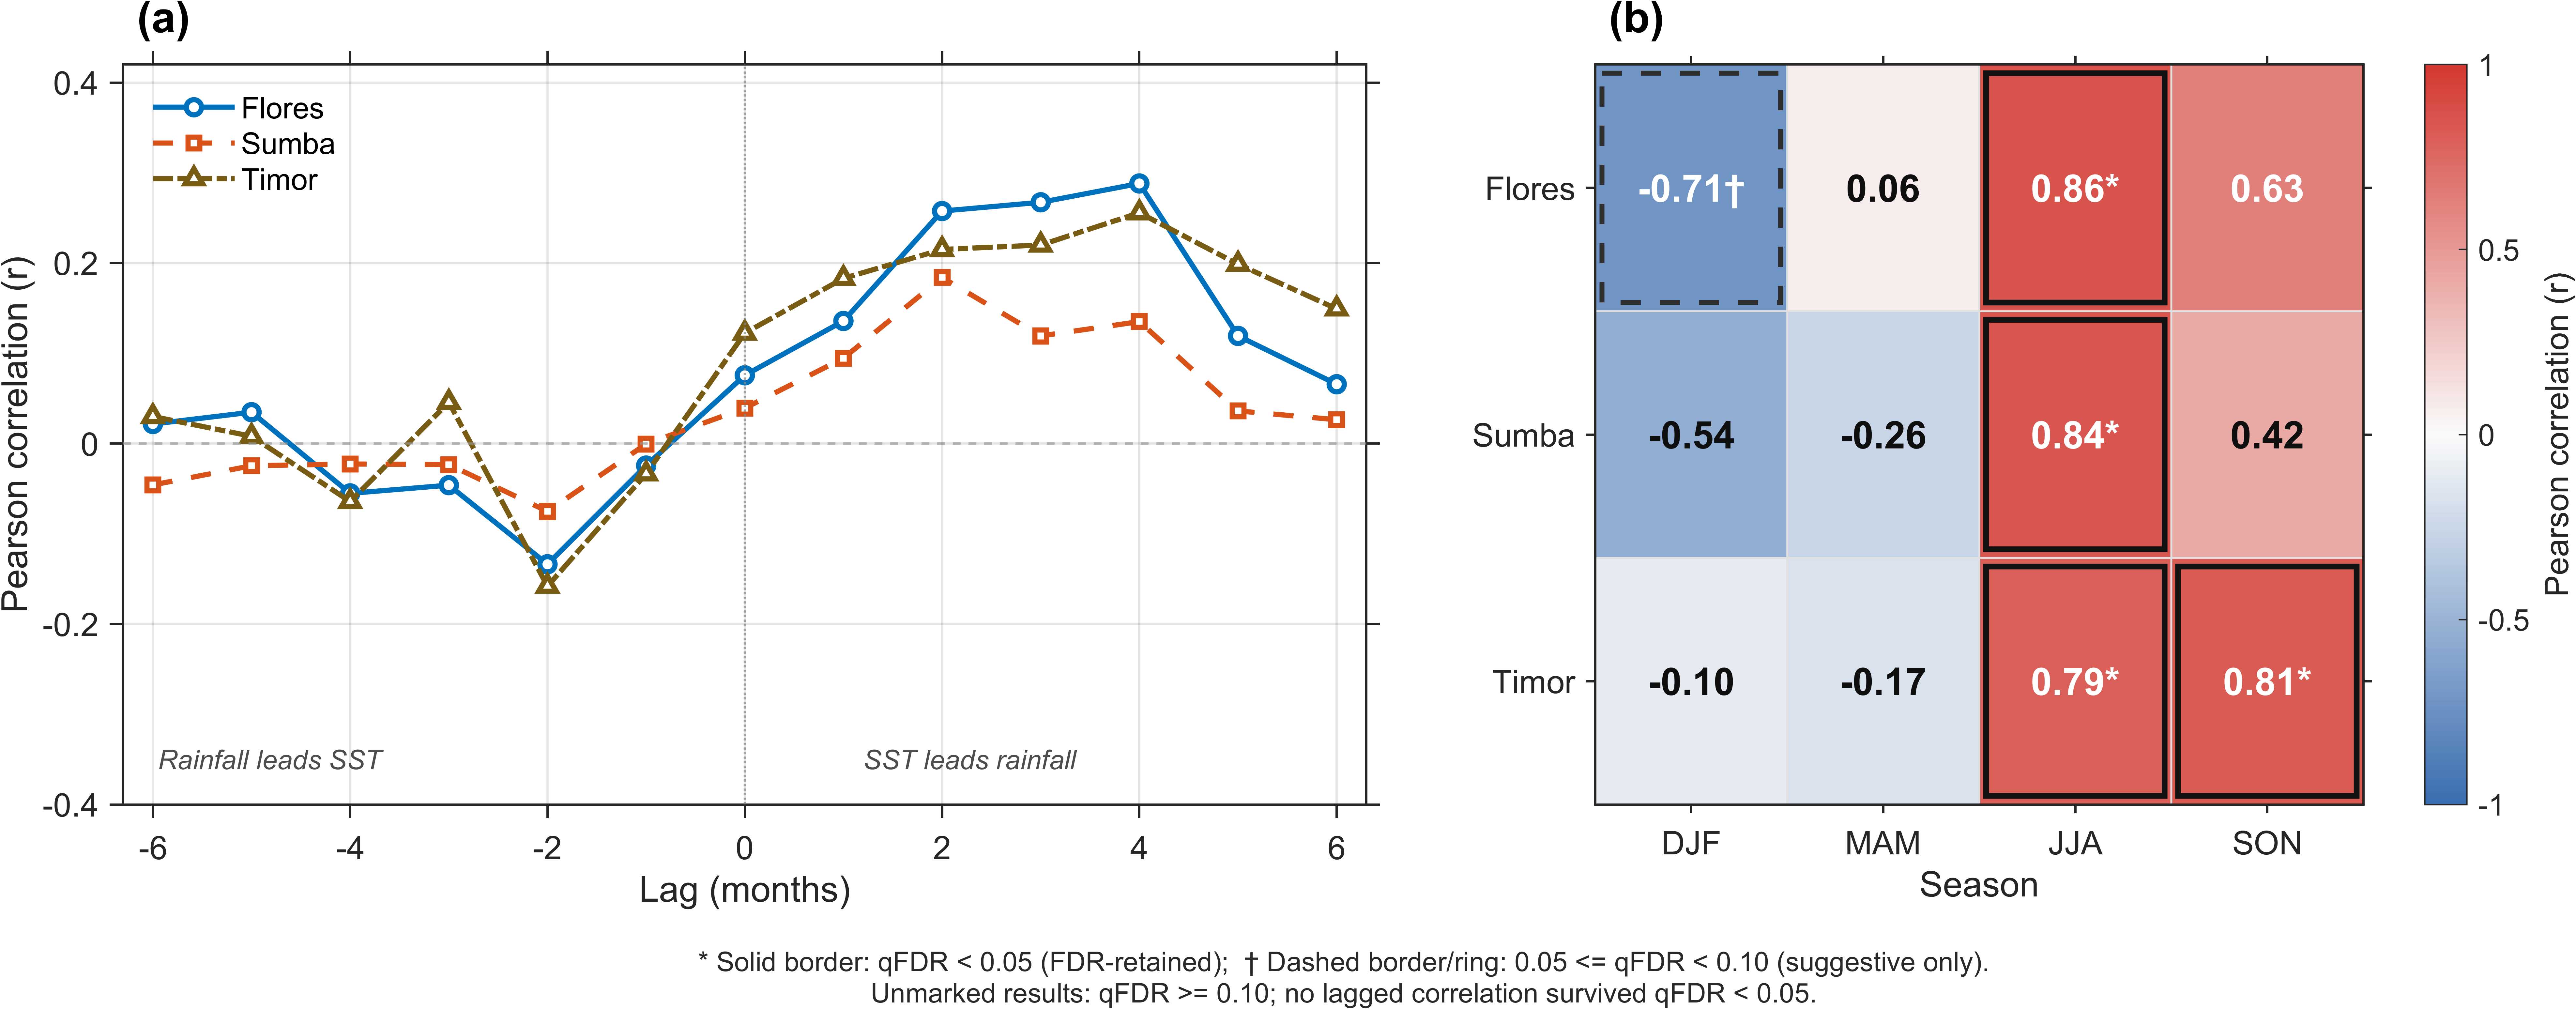 (a)
0.4
0.2
0
-0.2
-0.4
Pearson correlation (r)
Flores
Sumba
Timor
Rainfall leads SST
SST leads rainfall
-6
-4
-2
0
2
4
6
Lag (months)
(b)
Flores
-0.71†
0.06
0.86*
0.63
Sumba
-0.54
-0.26
0.84*
0.42
Timor
-0.10
-0.17
0.79*
0.81*
DJF
MAM
JJA
SON
Season
1
0.5
0
-0.5
-1
Pearson correlation (r)
* Solid border: qFDR < 0.05 (FDR-retained); † Dashed border/ring: 0.05 <= qFDR < 0.10 (suggestive only).
Unmarked results: qFDR >= 0.10; no lagged correlation survived qFDR < 0.05.